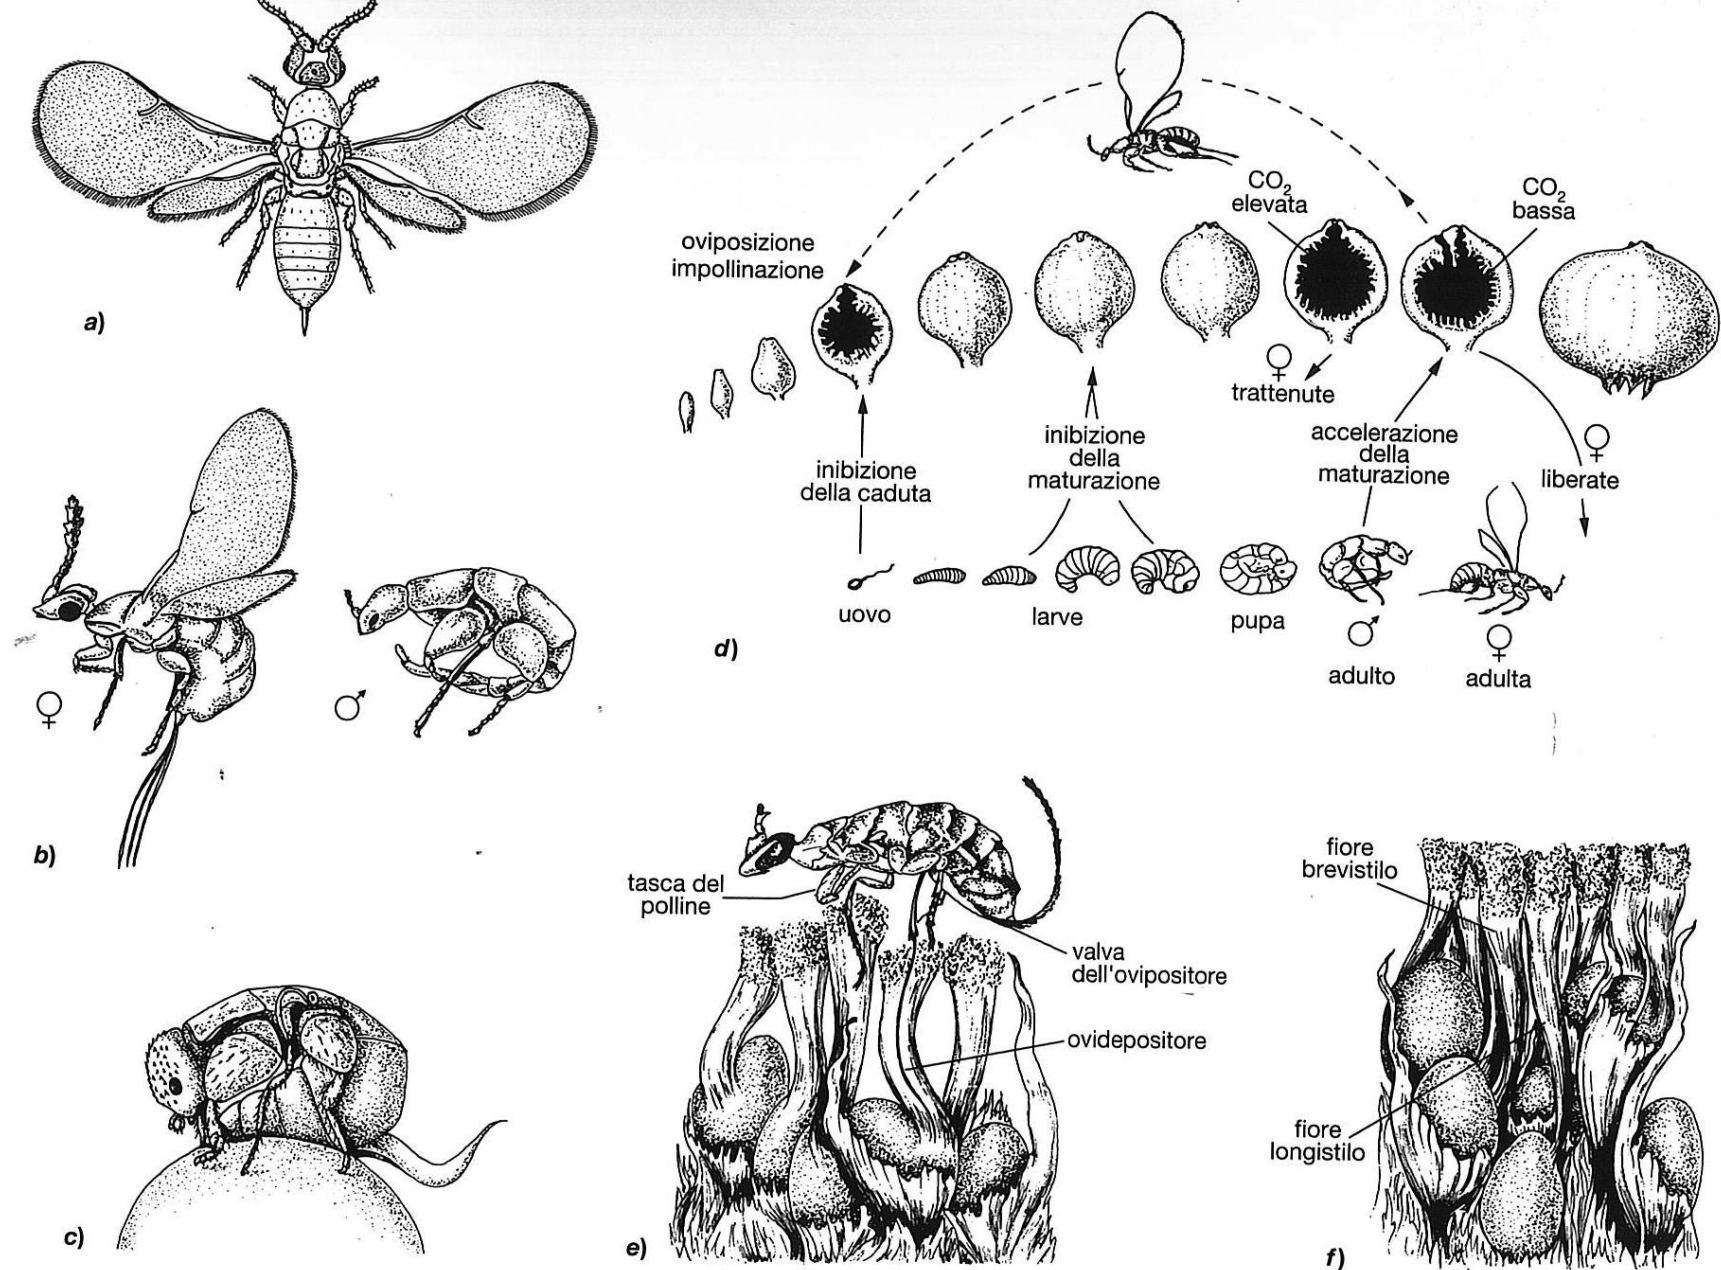 a)
b)
♀
♂
c)
CO2
elevata
CO2
bassa
oviposizione
impollinazione
♀
trattenute
inibizione
della caduta
inibizione
della
maturazione
accelerazione
della
maturazione
♀
liberate
uovo
larve
pupa
♂
adulto
♀
adulta
d)
tasca del
polline
valva
dell'ovipositore
ovidepositore
e)
fiore
brevistilo
fiore
longistilo
f)